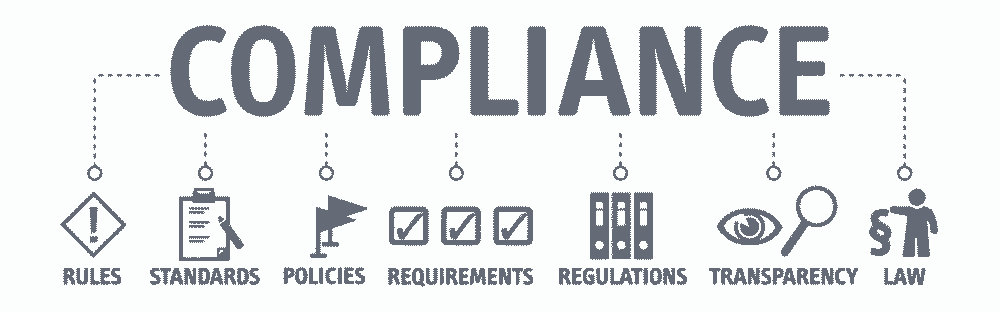 COMPLIANCE
RULES STANDARDS POLICIES REQUIREMENTS REGULATIONS TRANSPARENCY LAW